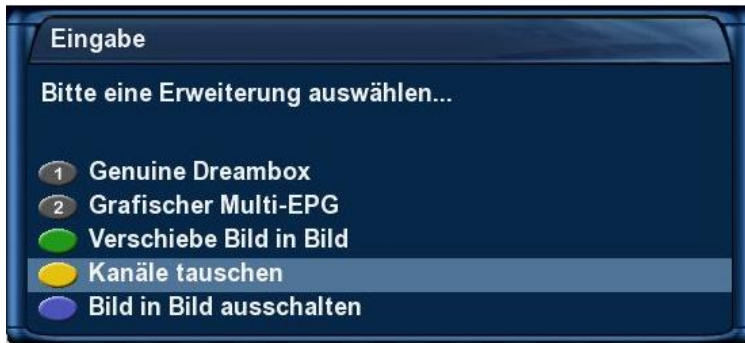 Eingabe
Bitte eine Erweiterung auswählen...
1 Genuine Dreambox
2 Grafischer Multi-EPG
Verschiebe Bild in Bild
Kanäle tauschen
Bild in Bild ausschalten